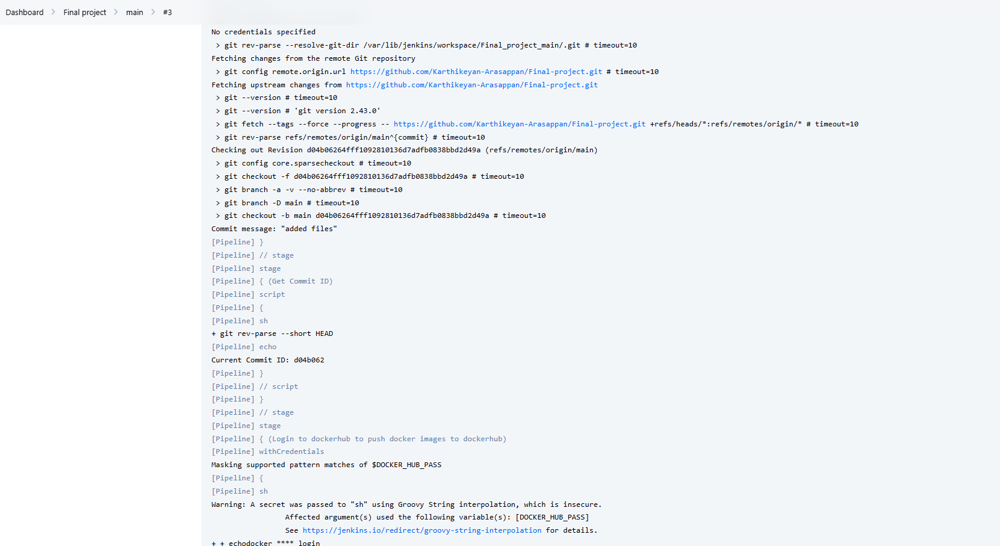 Dashboard > Final project > main > #3
No credentials specified
 > git rev-parse --resolve-git-dir /var/lib/jenkins/workspace/Final_project_main/.git # timeout=10
Fetching changes from the remote Git repository
 > git config remote.origin.url https://github.com/Karthikeyan-Arasappan/Final-project.git # timeout=10
Fetching upstream changes from https://github.com/Karthikeyan-Arasappan/Final-project.git
 > git --version # timeout=10
 > git --version # 'git version 2.43.0'
 > git fetch --tags --force --progress -- https://github.com/Karthikeyan-Arasappan/Final-project.git +refs/heads/*:refs/remotes/origin/* # timeout=10
 > git rev-parse refs/remotes/origin/main^{commit} # timeout=10
Checking out Revision d04b06264fff1092810136d7adfb0838bbd2d49a (refs/remotes/origin/main)
 > git config core.sparsecheckout # timeout=10
 > git checkout -f d04b06264fff1092810136d7adfb0838bbd2d49a # timeout=10
 > git branch -a -v --no-abbrev # timeout=10
 > git branch -D main # timeout=10
 > git checkout -b main d04b06264fff1092810136d7adfb0838bbd2d49a # timeout=10
Commit message: "added files"
[Pipeline] }
[Pipeline] // stage
[Pipeline] stage
[Pipeline] { (Get Commit ID)
[Pipeline] script
[Pipeline] {
[Pipeline] sh
+ git rev-parse --short HEAD
[Pipeline] echo
Current Commit ID: d04b062
[Pipeline] }
[Pipeline] // script
[Pipeline] }
[Pipeline] // stage
[Pipeline] stage
[Pipeline] { (Login to dockerhub to push docker images to dockerhub)
[Pipeline] withCredentials
Masking supported pattern matches of $DOCKER_HUB_PASS
[Pipeline] {
[Pipeline] sh
Warning: A secret was passed to "sh" using Groovy String interpolation, which is insecure.
Affected argument(s) used the following variable(s): [DOCKER_HUB_PASS]
See https://jenkins.io/redirect/groovy-string-interpolation for details.
+ + echodocker **** login